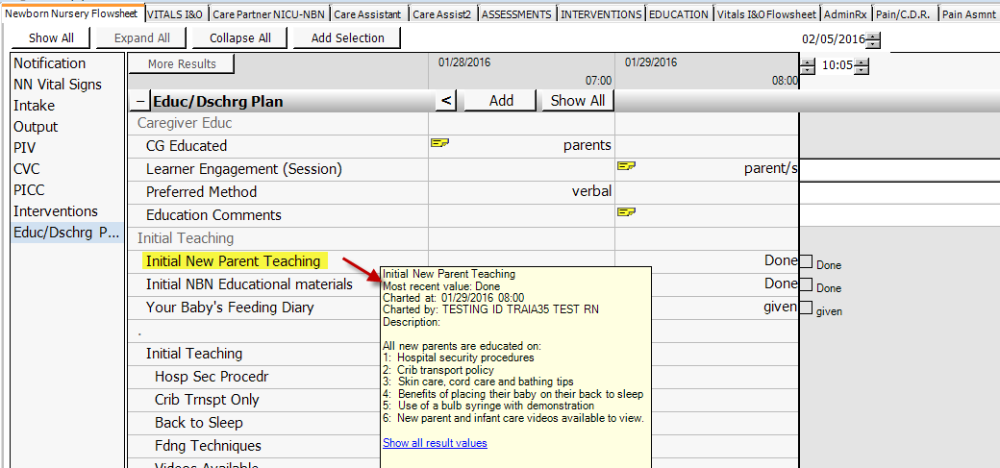 Newborn Nursery Flowsheet VITALS I&O Care Partner NICU-NBN Care Assistant Care Assist2 ASSESSMENTS INTERVENTIONS EDUCATION Vitals I&O Flowsheet AdminRx Pain/C.D.R. Pain Asmnt
Show All Expand All Collapse All Add Selection 02/05/2016
Notification More Results 01/28/2016 01/29/2016 10:05
07:00 08:00
NN Vital Signs
Intake − Educ/Dschrg Plan < Add Show All
Output Caregiver Educ
PIV CG Educated parents
CVC Learner Engagement (Session) parent/s
PICC Preferred Method verbal
Interventions Education Comments
Educ/Dschrg P... Initial Teaching
Initial New Parent Teaching Done Done
Initial NBN Educational materials Done Done
Your Baby's Feeding Diary given given
.
Initial Teaching
Hosp Sec Procedr
Crib Trnspt Only
Back to Sleep
Fdng Techniques
Videos Available
Initial New Parent Teaching
Most recent value: Done
Charted at: 01/29/2016 08:00
Charted by: TESTING ID TRAIA35 TEST RN
Description:
All new parents are educated on:
1: Hospital security procedures
2: Crib transport policy
3: Skin care, cord care and bathing tips
4: Benefits of placing their baby on their back to sleep
5: Use of a bulb syringe with demonstration
6: New parent and infant care videos available to view.
Show all result values